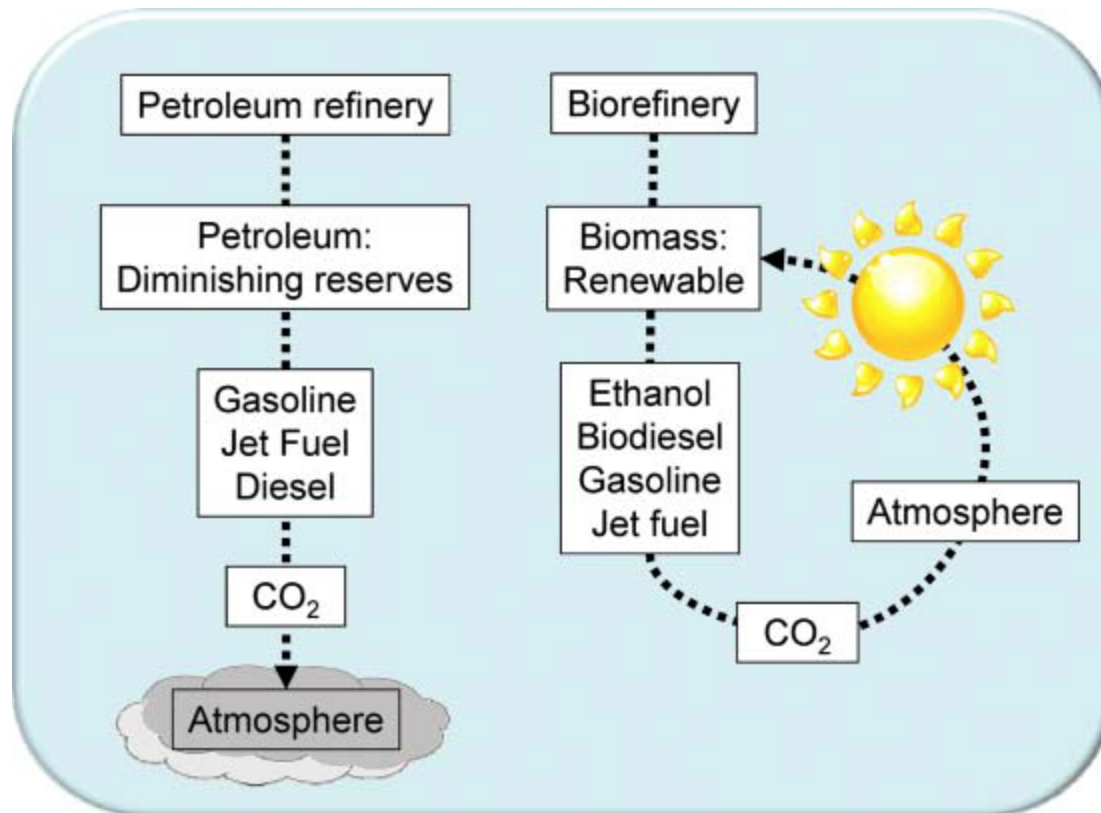 Petroleum refinery
Petroleum:
Diminishing reserves
Gasoline
Jet Fuel
Diesel
CO₂
Atmosphere
Biorefinery
Biomass:
Renewable
Ethanol
Biodiesel
Gasoline
Jet fuel
CO₂
Atmosphere